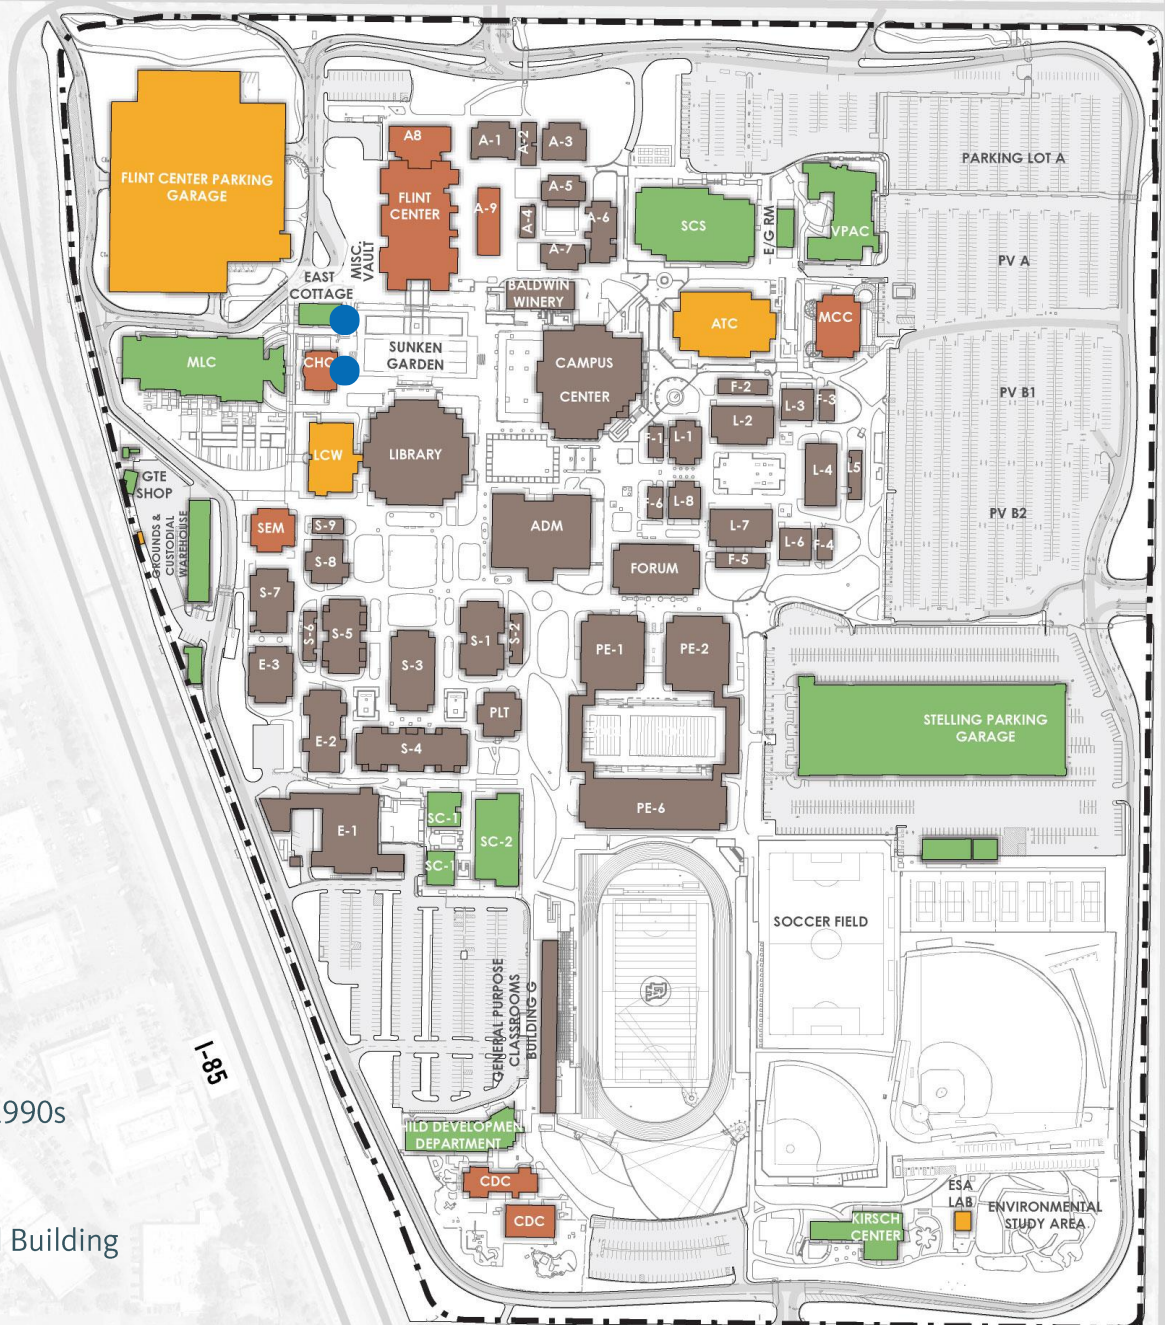 A8
A-1
A-2
A-3
FLINT CENTER PARKING
GARAGE
FLINT
CENTER
A-9
A-5
A-4
A-6
A-7
SCS
E/G RM
VPAC
PARKING LOT A
PV A
MISC.
VAULT
EAST
COTTAGE
BALDWIN
WINERY
ATC
MCC
MLC
CHC
SUNKEN
GARDEN
CAMPUS
CENTER
F-2
L-3
F-3
L-2
PV B1
F-1
L-1
LCW
LIBRARY
L-4
L5
GTE
SHOP
GROUNDS &
CUSTODIAL
WAREHOUSE
F-6
L-8
PV B2
SEM
S-9
ADM
L-7
L-6
F-4
S-8
FORUM
F-5
S-7
S-6
S-5
S-1
S-2
E-3
S-3
PE-1
PE-2
PLT
E-2
S-4
STELLING PARKING
GARAGE
E-1
SC-1
SC-2
SC-1
PE-6
SOCCER FIELD
GENERAL PURPOSE
CLASSROOMS
BUILDING G
I-85
990s
HILD DEVELOPMEN
DEPARTMENT
CDC
CDC
KIRSCH
CENTER
ESA
LAB
ENVIRONMENTAL
STUDY AREA
Building